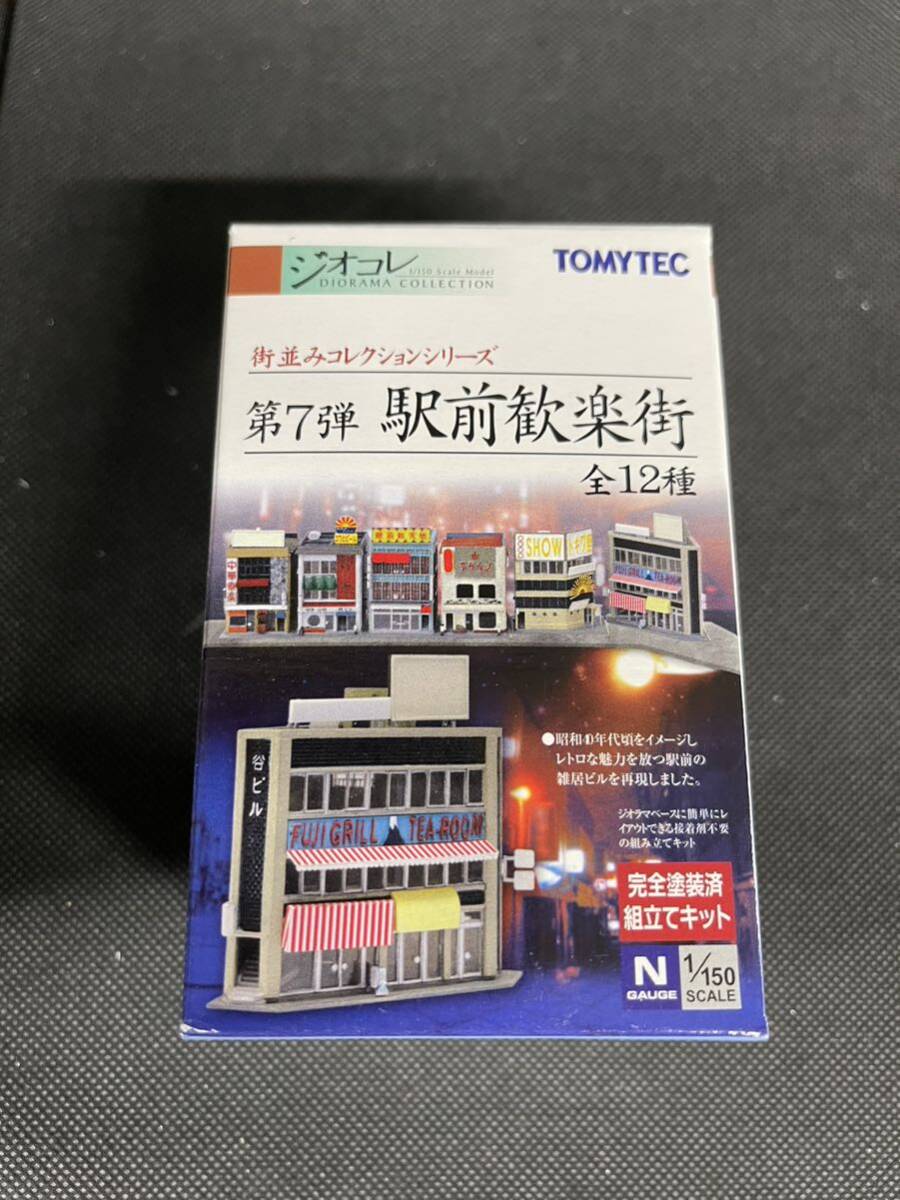 ジオコレ
1/150 Scale Model
DIORAMA COLLECTION
TOMYTEC
街並みコレクションシリーズ
第7弾 駅前歓楽街
全12種
中華
SHOW
FUJI GRILL TEA-ROOM
谷ビル
FUJI GRILL TEA-ROOM
●昭和40年代頃をイメージし
レトロな魅力を放つ駅前の
雑居ビルを再現しました。
ジオラマベースに簡単にレ
イアウトできる接着剤不要
の組み立てキット
完全塗装済
組立てキット
N
GAUGE
1/150
SCALE